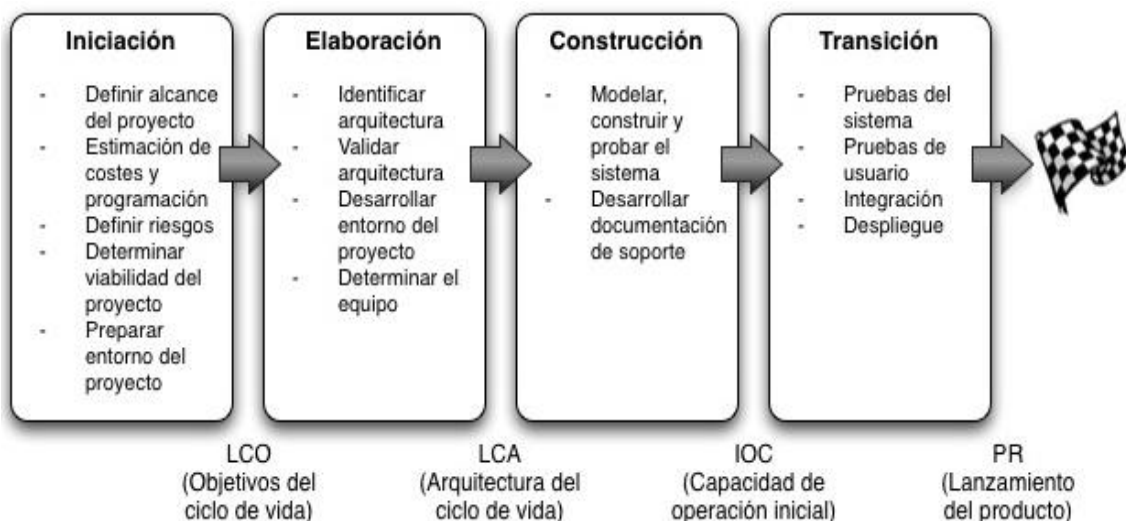 Iniciación
- Definir alcance
del proyecto
- Estimación de
costes y
programación
- Definir riesgos
- Determinar
viabilidad del
proyecto
- Preparar
entorno del
proyecto
Elaboración
- Identificar
arquitectura
- Validar
arquitectura
- Desarrollar
entorno del
proyecto
- Determinar el
equipo
Construcción
- Modelar,
construir y
probar el
sistema
- Desarrollar
documentación
de soporte
Transición
- Pruebas del
sistema
- Pruebas de
usuario
- Integración
- Despliegue
LCO
(Objetivos del
ciclo de vida)
LCA
(Arquitectura del
ciclo de vida)
IOC
(Capacidad de
operación inicial)
PR
(Lanzamiento
del producto)